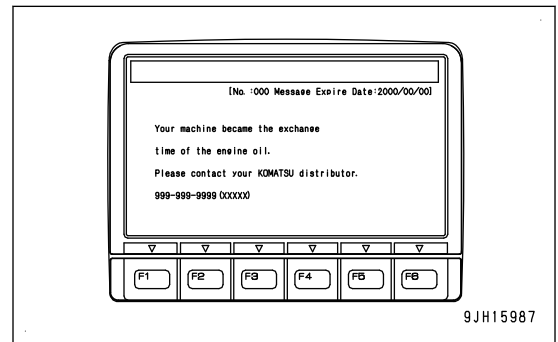 [No. :000 Message Expire Date:2000/00/00]
Your machine became the exchange
time of the engine oil.
Please contact your KOMATSU distributor.
999-999-9999(XXXXX)
F1 F2 F3 F4 F5 F6
9JH15987